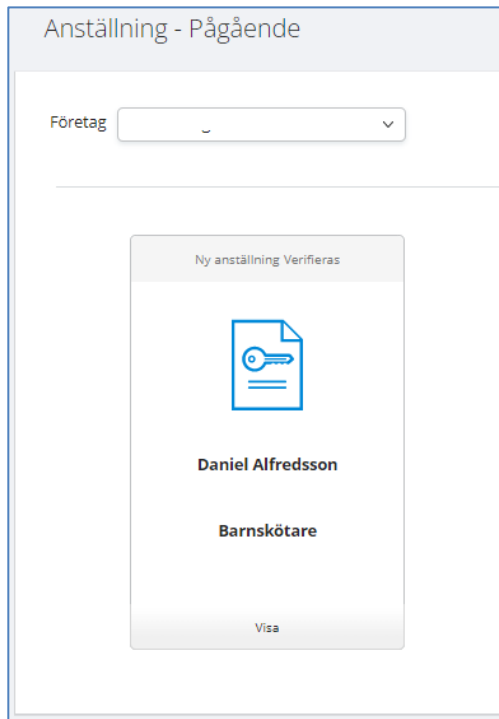 Anställning - Pågående
Företag
Ny anställning Verifieras
Daniel Alfredsson
Barnskötare
Visa